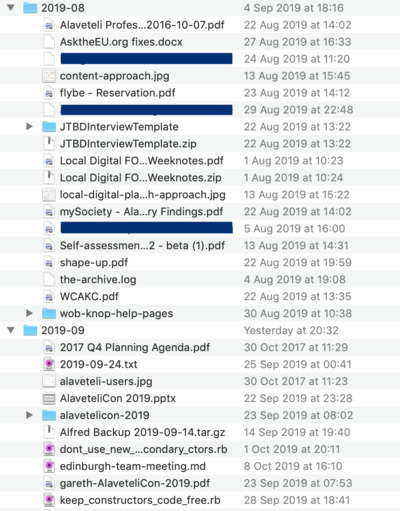 2019-08 4 Sep 2019 at 18:16
Alaveteli Profes...2016-10-07.pdf 22 Aug 2019 at 14:02
AsktheEU.org fixes.docx 27 Aug 2019 at 16:33
24 Aug 2019 at 11:20
content-approach.jpg 13 Aug 2019 at 15:45
flybe - Reservation.pdf 23 Aug 2019 at 14:12
29 Aug 2019 at 22:48
JTBDInterviewTemplate 22 Aug 2019 at 13:22
JTBDInterviewTemplate.zip 22 Aug 2019 at 13:22
Local Digital FO...Weeknotes.pdf 1 Aug 2019 at 10:23
Local Digital FO...Weeknotes.zip 1 Aug 2019 at 10:24
local-digital-pla...h-approach.jpg 13 Aug 2019 at 15:22
mySociety - Ala...ry Findings.pdf 22 Aug 2019 at 14:02
5 Aug 2019 at 16:00
Self-assessmen...2 - beta (1).pdf 13 Aug 2019 at 14:31
shape-up.pdf 22 Aug 2019 at 19:59
the-archive.log 4 Aug 2019 at 19:08
WCAKC.pdf 22 Aug 2019 at 13:35
wob-knop-help-pages 30 Aug 2019 at 10:38
2019-09 Yesterday at 20:32
2017 Q4 Planning Agenda.pdf 30 Oct 2017 at 11:29
2019-09-24.txt 25 Sep 2019 at 00:41
alaveteli-users.jpg 30 Oct 2017 at 11:23
AlaveteliCon 2019.pptx 22 Sep 2019 at 23:28
alavetelicon-2019 23 Sep 2019 at 08:02
Alfred Backup 2019-09-14.tar.gz 14 Sep 2019 at 19:40
dont_use_new_...condary_ctors.rb 1 Oct 2019 at 20:11
edinburgh-team-meeting.md 8 Oct 2019 at 16:10
gareth-AlaveteliCon-2019.pdf 23 Sep 2019 at 07:53
keep_constructors_code_free.rb 28 Sep 2019 at 18:41